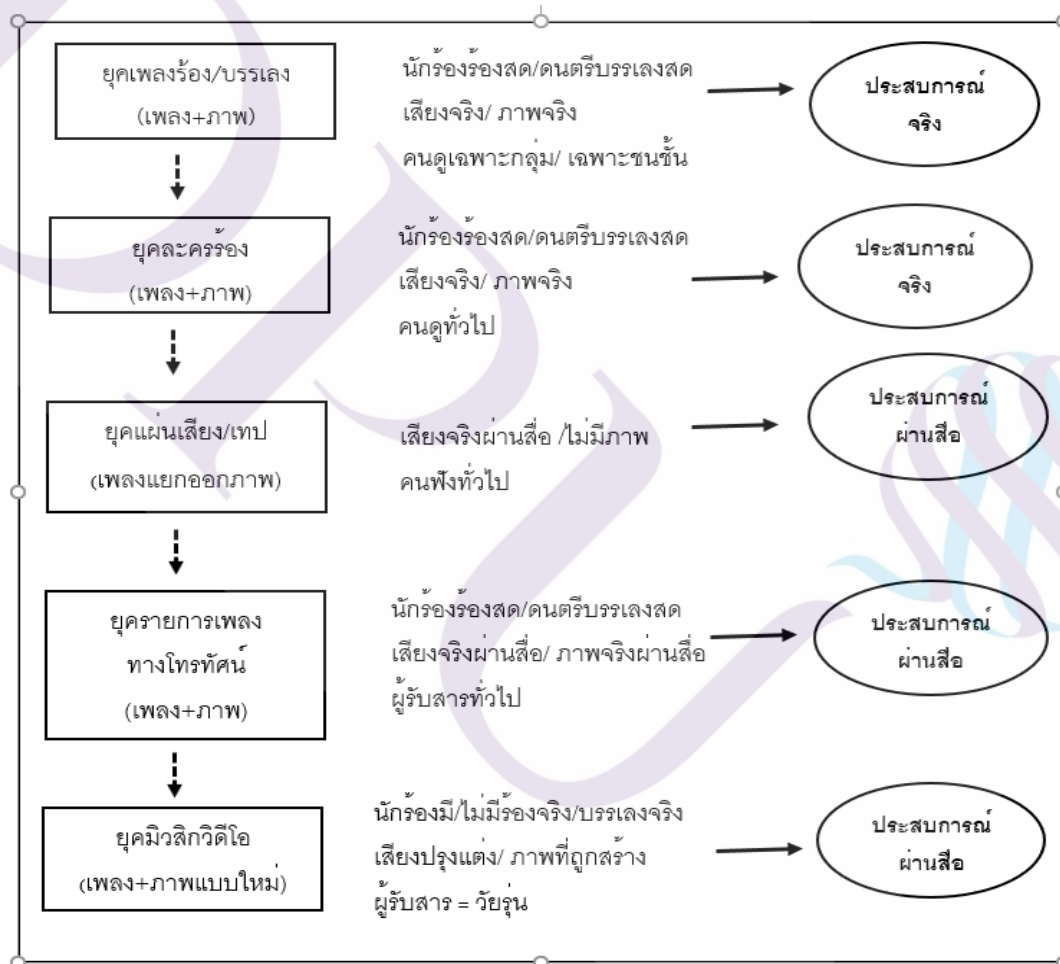 ยุคเพลงร้อง/บรรเลง
(เพลง+ภาพ)
นักร้องร้องสด/ดนตรีบรรเลงสด
เสียงจริง/ ภาพจริง
คนดูเฉพาะกลุ่ม/ เฉพาะชนชั้น
ประสบการณ์
จริง
ยุคละครร้อง
(เพลง+ภาพ)
นักร้องร้องสด/ดนตรีบรรเลงสด
เสียงจริง/ ภาพจริง
คนดูทั่วไป
ประสบการณ์
จริง
ยุคแผ่นเสียง/เทป
(เพลงแยกออกภาพ)
เสียงจริงผ่านสื่อ /ไม่มีภาพ
คนฟังทั่วไป
ประสบการณ์
ผ่านสือ
ยุครายการเพลง
ทางโทรทัศน์
(เพลง+ภาพ)
นักร้องร้องสด/ดนตรีบรรเลงสด
เสียงจริงผ่านสื่อ/ ภาพจริงผ่านสื่อ
ผู้รับสารทั่วไป
ประสบการณ์
ผ่านสือ
ยุคมิวสิกวิดีโอ
(เพลง+ภาพแบบใหม่)
นักร้องมี/ไม่มีร้องจริง/บรรเลงจริง
เสียงปรุงแต่ง/ ภาพที่ถูกสร้าง
ผู้รับสาร = วัยรุ่น
ประสบการณ์
ผ่านสือ